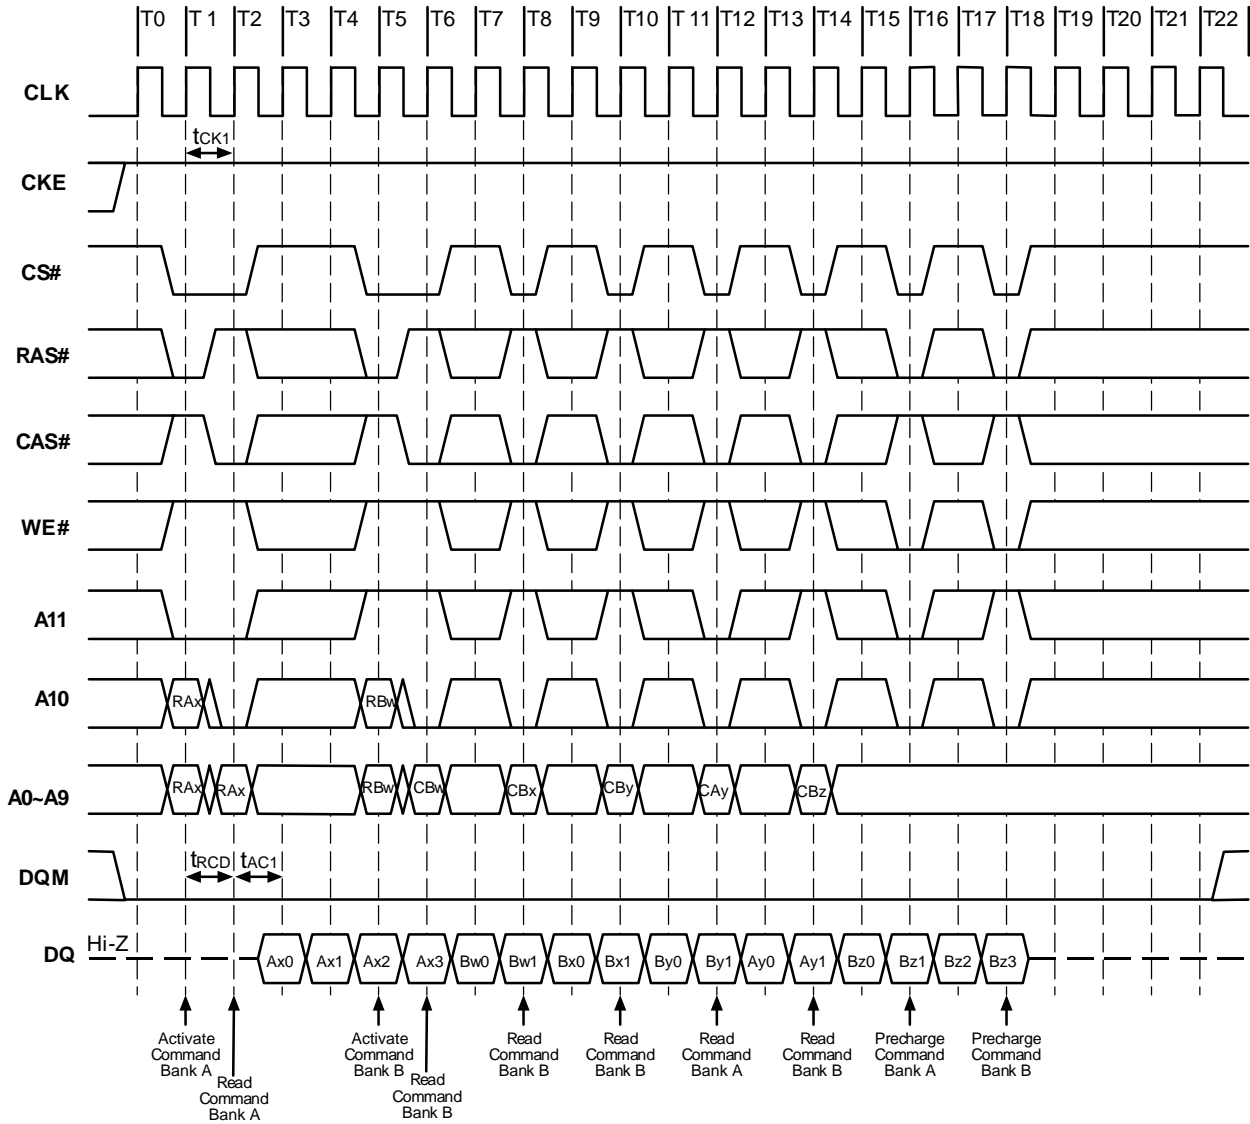 T0 T 1 T2 T3 T4 T5 T6 T7 T8 T9 T10 T 11 T12 T13 T14 T15 T16 T17 T18 T19 T20 T21 T22
CLK
tCK1
CKE
CS#
RAS#
CAS#
WE#
A11
A10
RAx RBw
A0~A9
RAx RAx RBw CBw CBx CBy CAy CBz
tRCD tAC1
DQM
Hi-Z
DQ
Ax0 Ax1 Ax2 Ax3 Bw0 Bw1 Bx0 Bx1 By0 By1 Ay0 Ay1 Bz0 Bz1 Bz2 Bz3
Activate
Command
Bank A
Read
Command
Bank A
Activate
Command
Bank B
Read
Command
Bank B
Read
Command
Bank B
Read
Command
Bank B
Read
Command
Bank A
Read
Command
Bank B
Precharge
Command
Bank A
Precharge
Command
Bank B